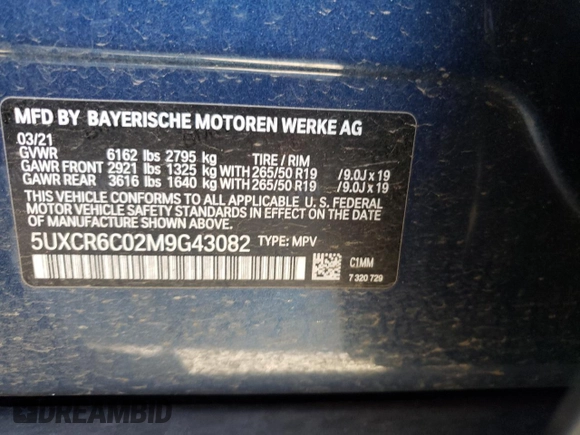 MFD BY BAYERISCHE MOTOREN WERKE AG
03/21
GVWR 6162 lbs 2795 kg TIRE / RIM
GAWR FRONT 2921 lbs 1325 kg WITH 265/50 R19 /9.0J x 19
GAWR REAR 3616 lbs 1640 kg WITH 265/50 R19 /9.0J x 19
THIS VEHICLE CONFORMS TO ALL APPLICABLE U. S. FEDERAL
MOTOR VEHICLE SAFETY STANDARDS IN EFFECT ON THE DATE OF
MANUFACTURE SHOWN ABOVE.
5UXCR6C02M9G43082 TYPE: MPV
C1MM
7 320 729
DREAMBID